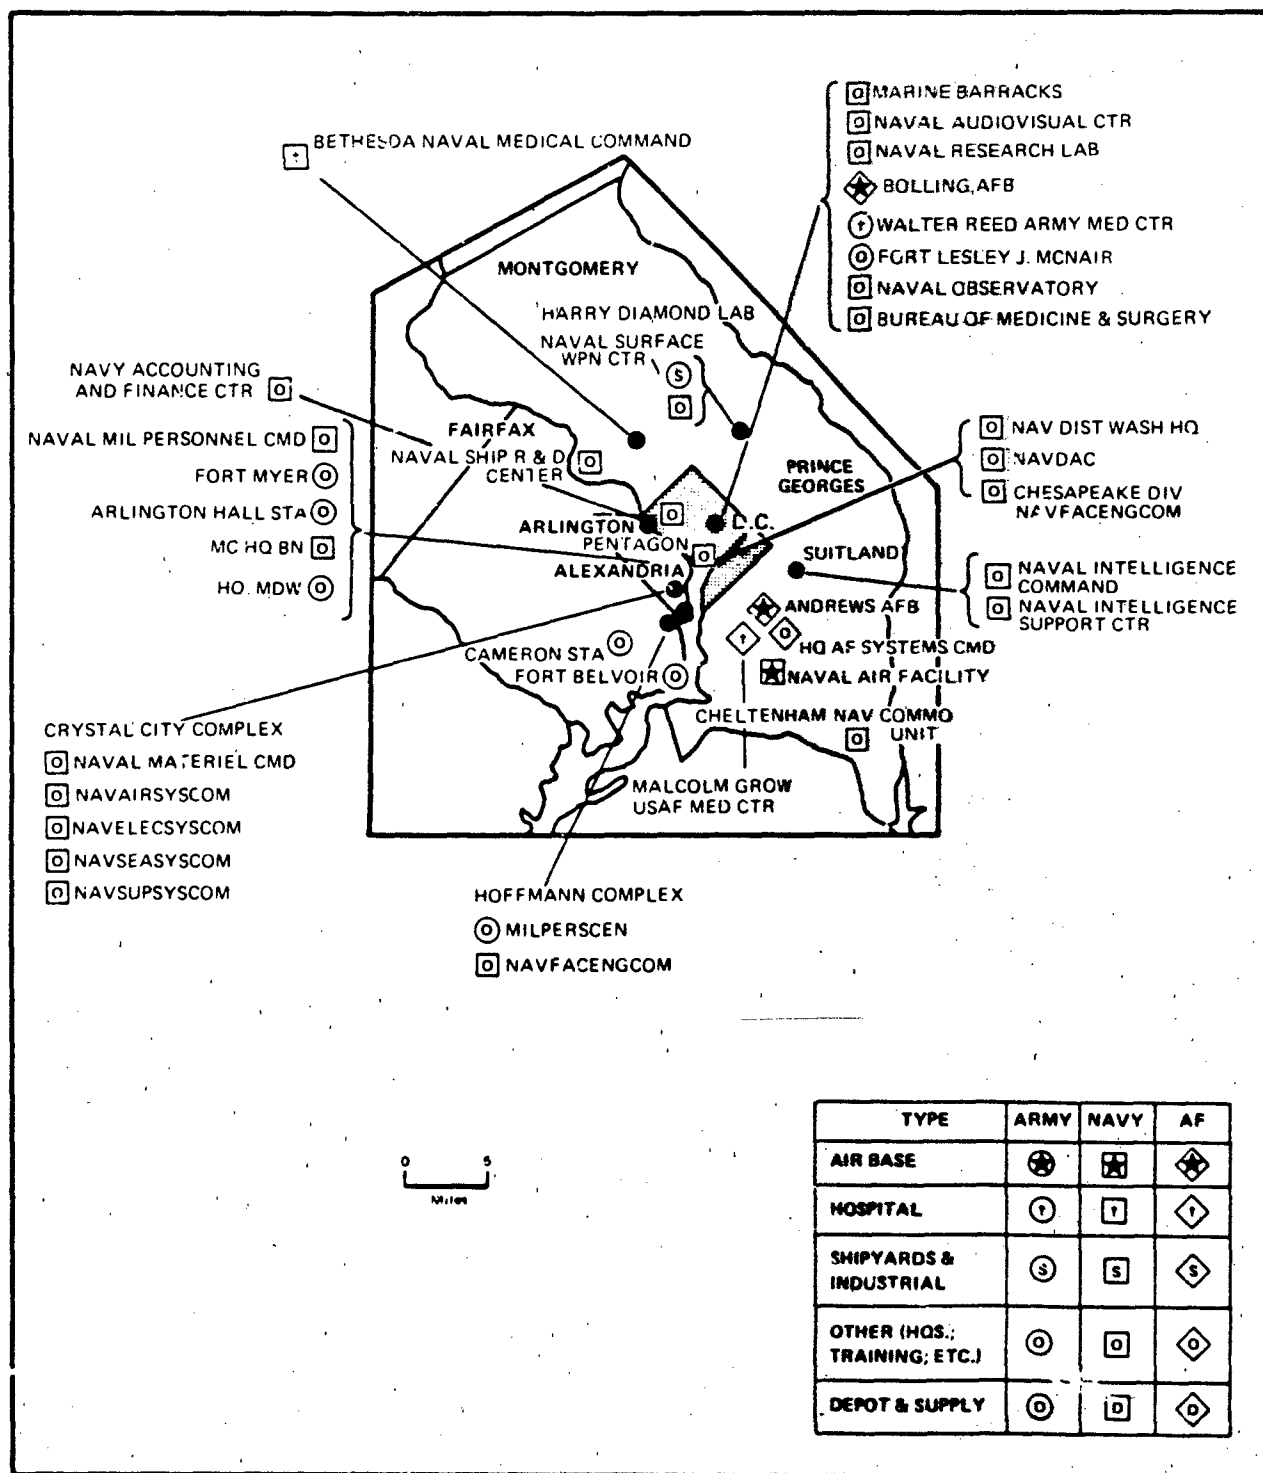 MARINE BARRACKS
NAVAL AUDIOVISUAL CTR
NAVAL RESEARCH LAB
BOLLING, AFB
WALTER REED ARMY MED CTR
FORT LESLEY J. MCNAIR
NAVAL OBSERVATORY
BUREAU OF MEDICINE & SURGERY
BETHESDA NAVAL MEDICAL COMMAND
MONTGOMERY
HARRY DIAMOND LAB
NAVAL SURFACE
WPN CTR
S
NAVY ACCOUNTING
AND FINANCE CTR
NAVAL MIL PERSONNEL CMD
FORT MYER
ARLINGTON HALL STA
MC HQ BN
HQ. MDW
FAIRFAX
NAVAL SHIP R & D
CENTER
PRINCE
GEORGES
NAV DIST WASH HQ
NAVDAC
CHESAPEAKE DIV
NAVFACENGCOM
ARLINGTON
D.C.
PENTAGON
ALEXANDRIA
SUITLAND
NAVAL INTELLIGENCE
COMMAND
NAVAL INTELLIGENCE
SUPPORT CTR
ANDREWS AFB
HQ AF SYSTEMS CMD
NAVAL AIR FACILITY
CAMERON STA
FORT BELVOIR
CHELTENHAM NAV COMMO
UNIT
MALCOLM GROW
USAF MED CTR
CRYSTAL CITY COMPLEX
NAVAL MATERIEL CMD
NAVAIRSYSCOM
NAVELECSYSCOM
NAVSEASYSCOM
NAVSUPSYSCOM
HOFFMANN COMPLEX
MILPERSCEN
NAVFACENGCOM
0 5
Miles
TYPE ARMY NAVY AF
AIR BASE
HOSPITAL
SHIPYARDS &
INDUSTRIAL S S S
OTHER (HQS.;
TRAINING; ETC.) O O O
DEPOT & SUPPLY D D D